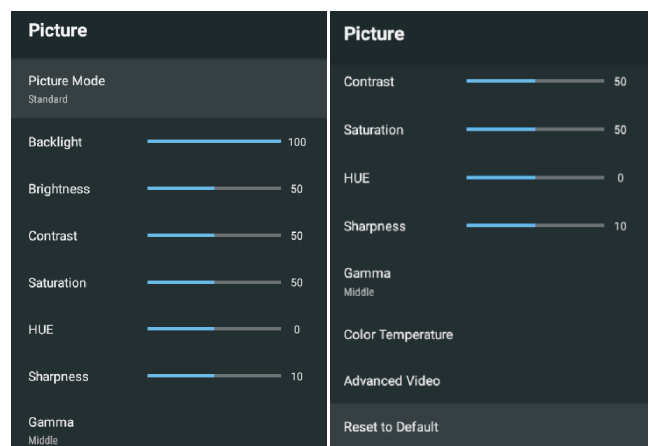 Picture
Picture Mode
Standard
Backlight 100
Brightness 50
Contrast 50
Saturation 50
HUE 0
Sharpness 10
Gamma
Middle
Picture
Contrast 50
Saturation 50
HUE 0
Sharpness 10
Gamma
Middle
Color Temperature
Advanced Video
Reset to Default